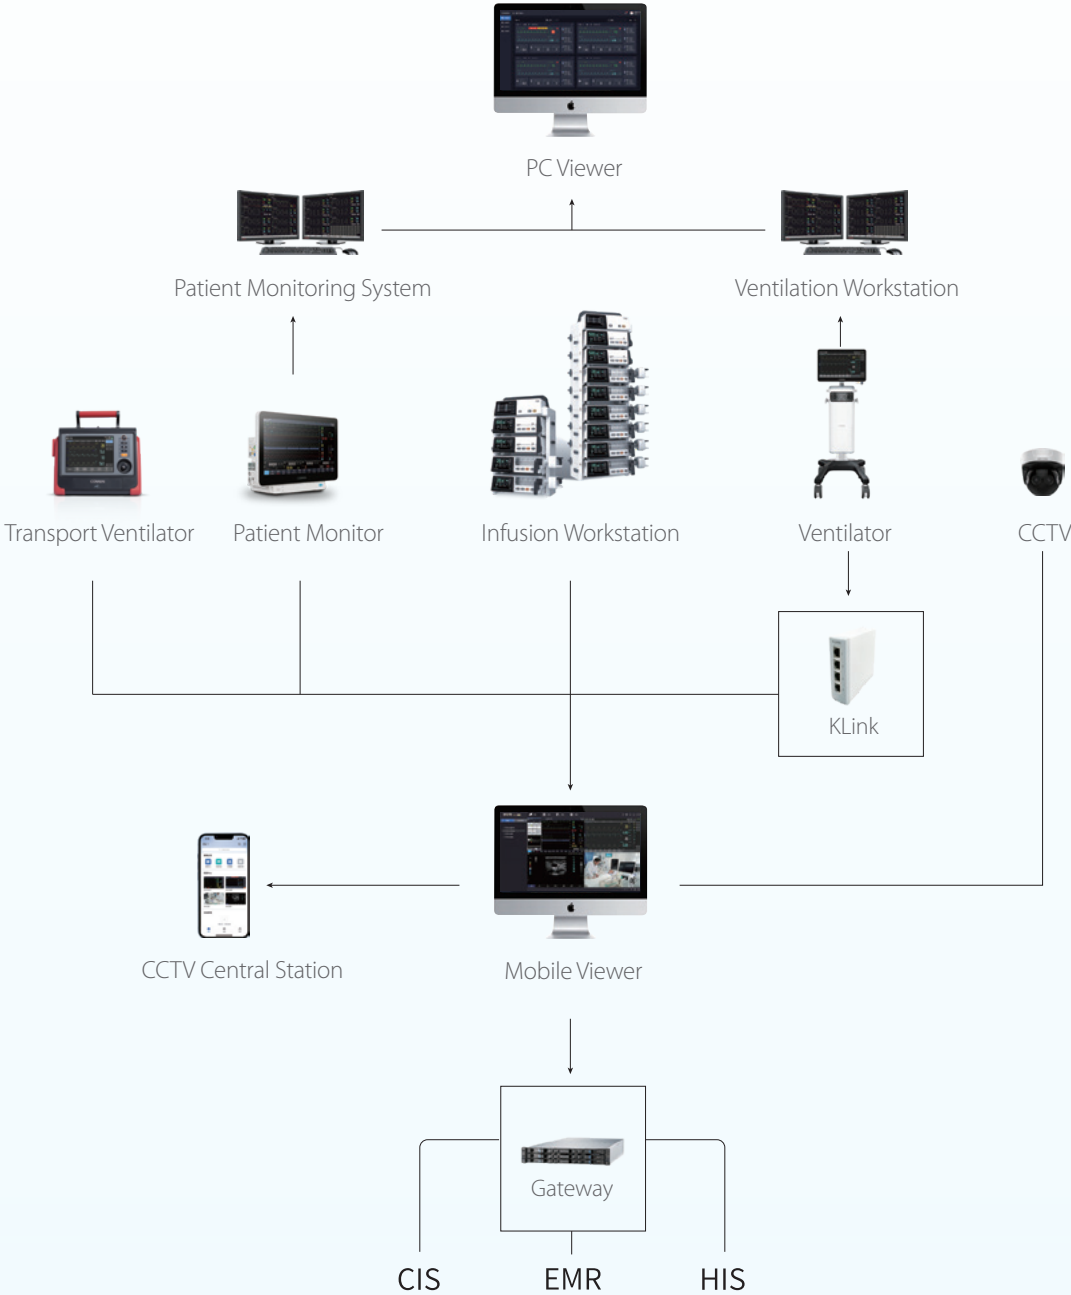 PC Viewer
Patient Monitoring System
Ventilation Workstation
Transport Ventilator
Patient Monitor
Infusion Workstation
Ventilator
CCTV
KLink
CCTV Central Station
Mobile Viewer
Gateway
CIS
EMR
HIS